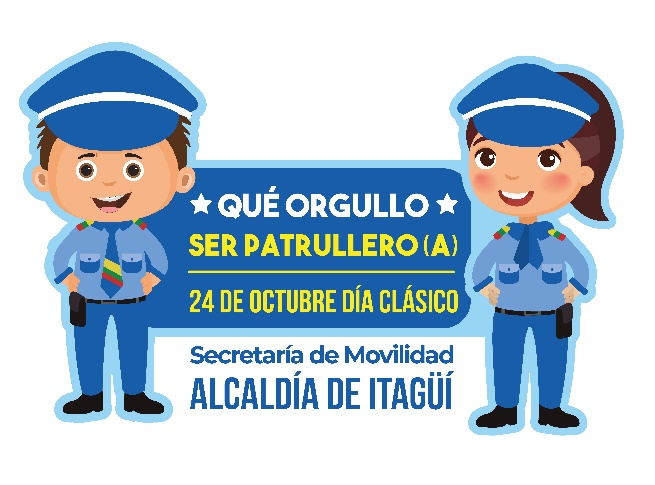 QUÉ ORGULLO
SER PATRULLERO (A)
24 DE OCTUBRE DÍA CLÁSICO
Secretaría de Movilidad
ALCALDÍA DE ITAGÜÍ